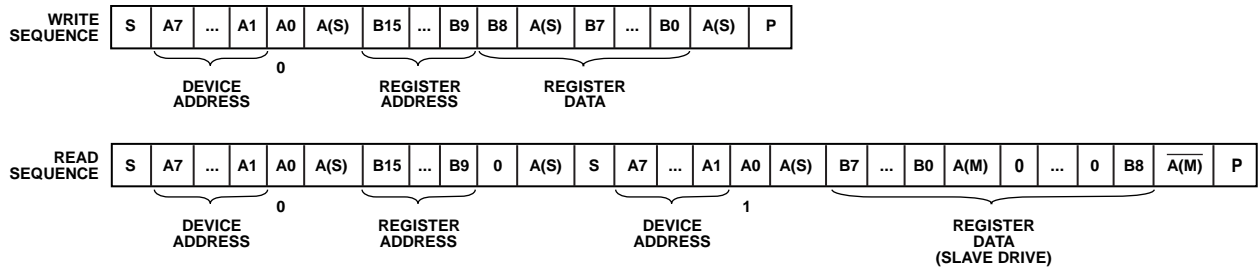 WRITE
SEQUENCE
S A7 ... A1 A0 A(S) B15 ... B9 B8 A(S) B7 ... B0 A(S) P
0
DEVICE
ADDRESS
REGISTER
ADDRESS
REGISTER
DATA
READ
SEQUENCE
S A7 ... A1 A0 A(S) B15 ... B9 0 A(S) S A7 ... A1 A0 A(S) B7 ... B0 A(M) 0 ... 0 B8 A(M) P
0 1
DEVICE
ADDRESS
REGISTER
ADDRESS
DEVICE
ADDRESS
REGISTER
DATA
(SLAVE DRIVE)